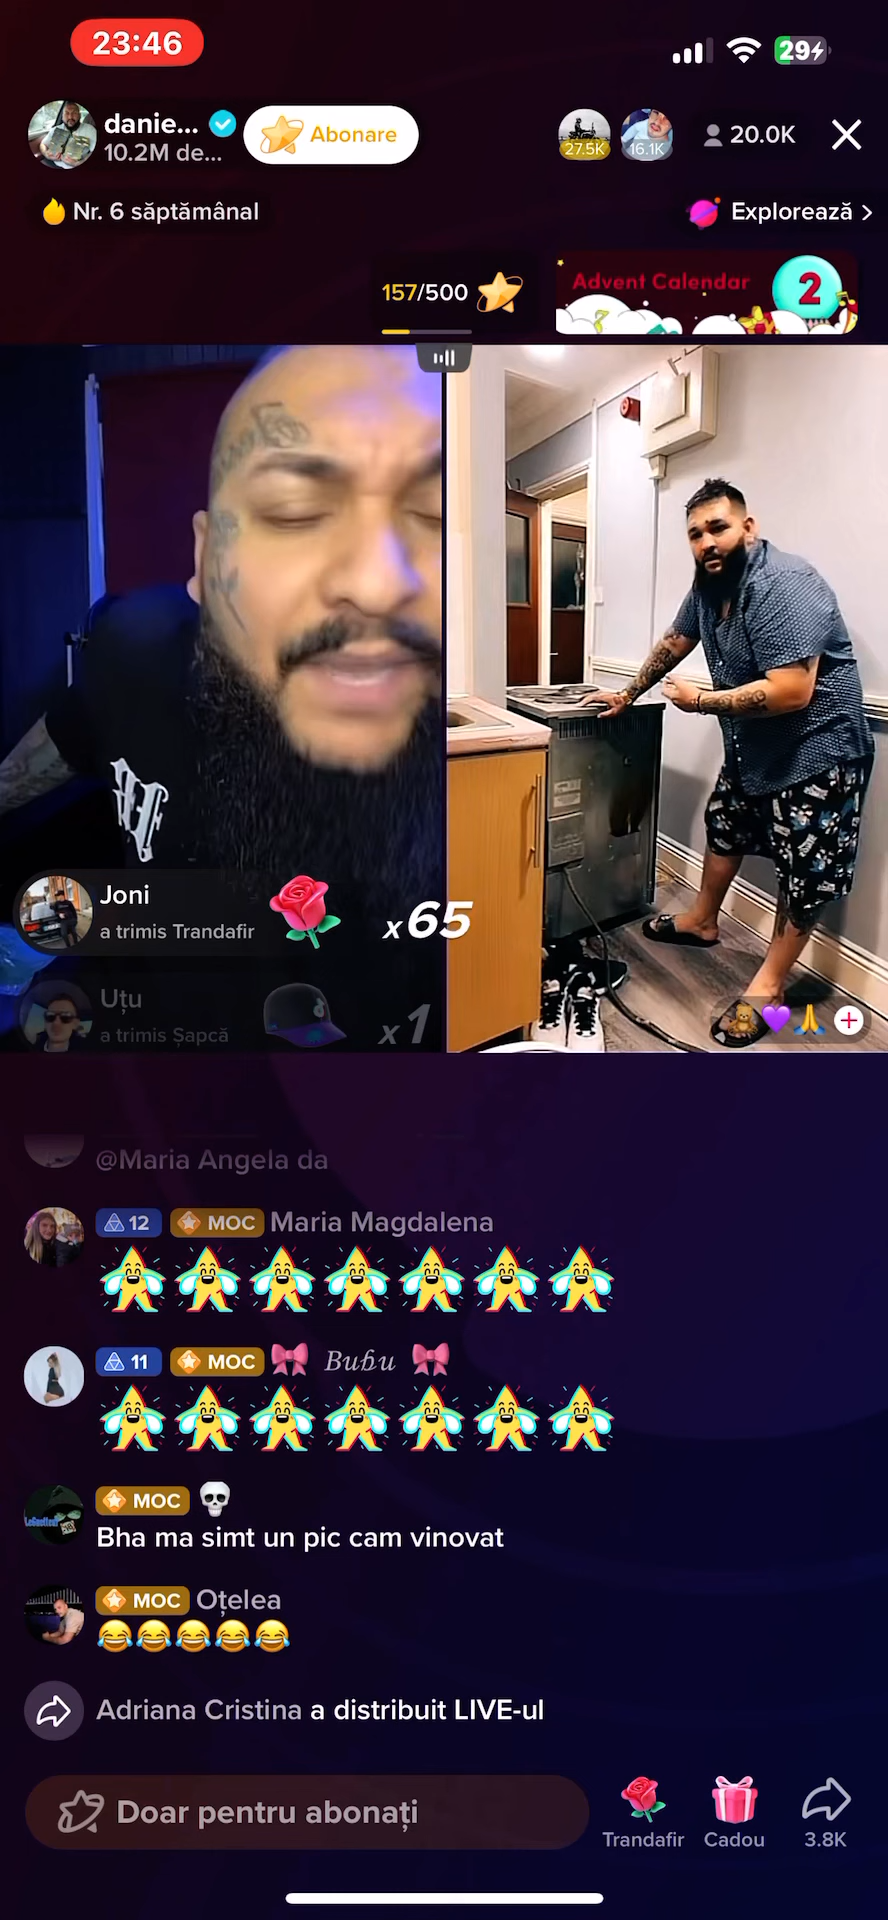 23:46
29
danie...
10.2M de...
Abonare
27.5K
16.1K
20.0K
Nr. 6 săptămânal
Explorează
157/500
Advent Calendar
2
Joni
a trimis Trandafir
x65
Uțu
a trimis Șapcă
x1
@Maria Angela da
12 MOC Maria Magdalena
11 MOC 🎀 Buɓu 🎀
MOC 💀
Bha ma simt un pic cam vinovat
MOC Oțelea
😂😂😂😂😂
Adriana Cristina a distribuit LIVE-ul
Doar pentru abonați
Trandafir
Cadou
3.8K